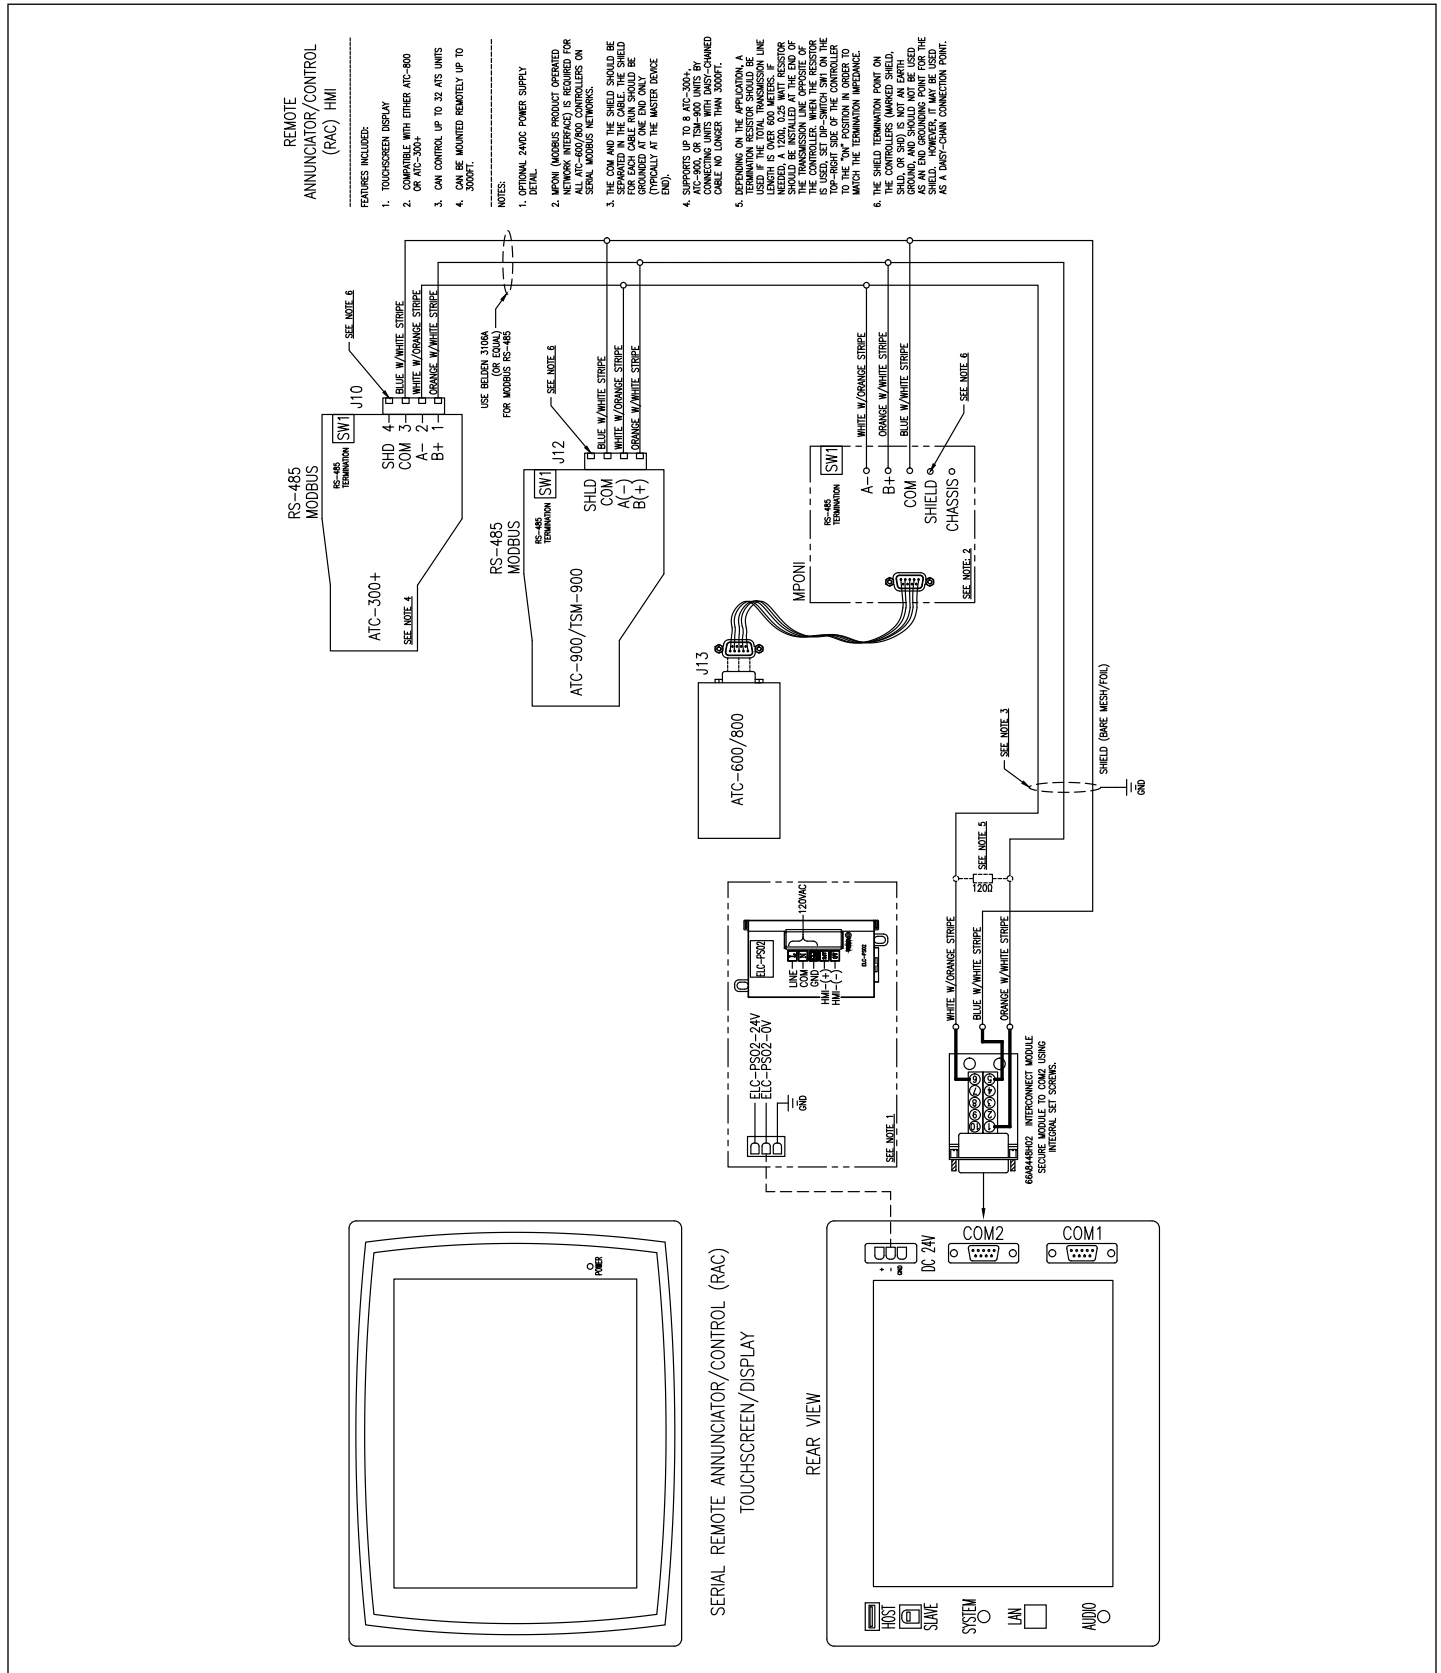 REMOTE
ANNUNCIATOR/CONTROL
(RAC) HMI
FEATURES INCLUDED:
1. TOUCHSCREEN DISPLAY
2. COMPATIBLE WITH EITHER ATC-800
OR ATC-300+
3. CAN CONTROL UP TO 32 ATS UNITS
4. CAN BE MOUNTED REMOTELY UP TO
3000FT.
NOTES:
1. OPTIONAL 24VDC POWER SUPPLY
DETAIL.
2. MPONI (MODBUS PRODUCT OPERATED
NETWORK INTERFACE) IS REQUIRED FOR
ALL ATC-600/800 CONTROLLERS ON
SERIAL MODBUS NETWORKS.
3. THE COM AND THE SHIELD SHOULD BE
SEPARATED IN THE CABLE. THE SHIELD
FOR EACH CABLE RUN SHOULD BE
GROUNDED AT ONE END ONLY
(TYPICALLY AT THE MASTER DEVICE
END).
4. SUPPORTS UP TO 8 ATC-300+,
ATC-900, OR TSM-900 UNITS BY
CONNECTING UNITS WITH DAISY-CHAINED
CABLE NO LONGER THAN 3000FT.
5. DEPENDING ON THE APPLICATION, A
TERMINATION RESISTOR SHOULD BE
USED IF THE TOTAL TRANSMISSION LINE
LENGTH IS OVER 600 METERS. IF
NEEDED, A 120Ω, 0.25 WATT RESISTOR
SHOULD BE INSTALLED AT THE END OF
THE TRANSMISSION LINE OPPOSITE OF
THE CONTROLLER. WHEN THE RESISTOR
IS USED, SET DIP-SWITCH SW1 ON THE
TOP-RIGHT SIDE OF THE CONTROLLER
TO THE "ON" POSITION IN ORDER TO
MATCH THE TERMINATION IMPEDANCE.
6. THE SHIELD TERMINATION POINT ON
THE CONTROLLERS (MARKED SHIELD,
SHLD, OR SHD) IS NOT AN EARTH
GROUND, AND SHOULD NOT BE USED
AS AN END GROUNDING POINT FOR THE
SHIELD. HOWEVER, IT MAY BE USED
AS A DAISY-CHAIN CONNECTION POINT.
RS-485
MODBUS
ATC-300+
SEE NOTE 4
RS-485
TERMINATION
SW1
J10
SHD 4
COM 3
A- 2
B+ 1
SEE NOTE 6
BLUE W/WHITE STRIPE
WHITE W/ORANGE STRIPE
ORANGE W/WHITE STRIPE
USE BELDEN 3106A
(OR EQUAL)
FOR MODBUS RS-485
RS-485
MODBUS
ATC-900/TSM-900
RS-485
TERMINATION
SW1
J12
SHLD
COM
A(-)
B(+)
SEE NOTE 6
BLUE W/WHITE STRIPE
WHITE W/ORANGE STRIPE
ORANGE W/WHITE STRIPE
MPONI
RS-485
TERMINATION
SW1
A-
B+
COM
SHIELD
CHASSIS
SEE NOTE: 2
WHITE W/ORANGE STRIPE
ORANGE W/WHITE STRIPE
BLUE W/WHITE STRIPE
SEE NOTE 6
J13
ATC-600/800
SEE NOTE 3
SHIELD (BARE MESH/FOIL)
GND
SEE NOTE 5
120Ω
WHITE W/ORANGE STRIPE
BLUE W/WHITE STRIPE
ORANGE W/WHITE STRIPE
6 7 8 9 10
5 4 3 2 1
66A8448H02 INTERCONNECT MODULE
SECURE MODULE TO COM2 USING
INTEGRAL SET SCREWS.
ELC-PS02
120VAC
LINE
COM
GND
HMI-(+)
HMI-(-)
ELC-PS02
ELC-PS02-24V
ELC-PS02-0V
GND
SEE NOTE 1
POWER
SERIAL REMOTE ANNUNCIATOR/CONTROL (RAC)
TOUCHSCREEN/DISPLAY
REAR VIEW
+
-
GND
DC 24V
COM2
COM1
HOST
SLAVE
SYSTEM
LAN
AUDIO